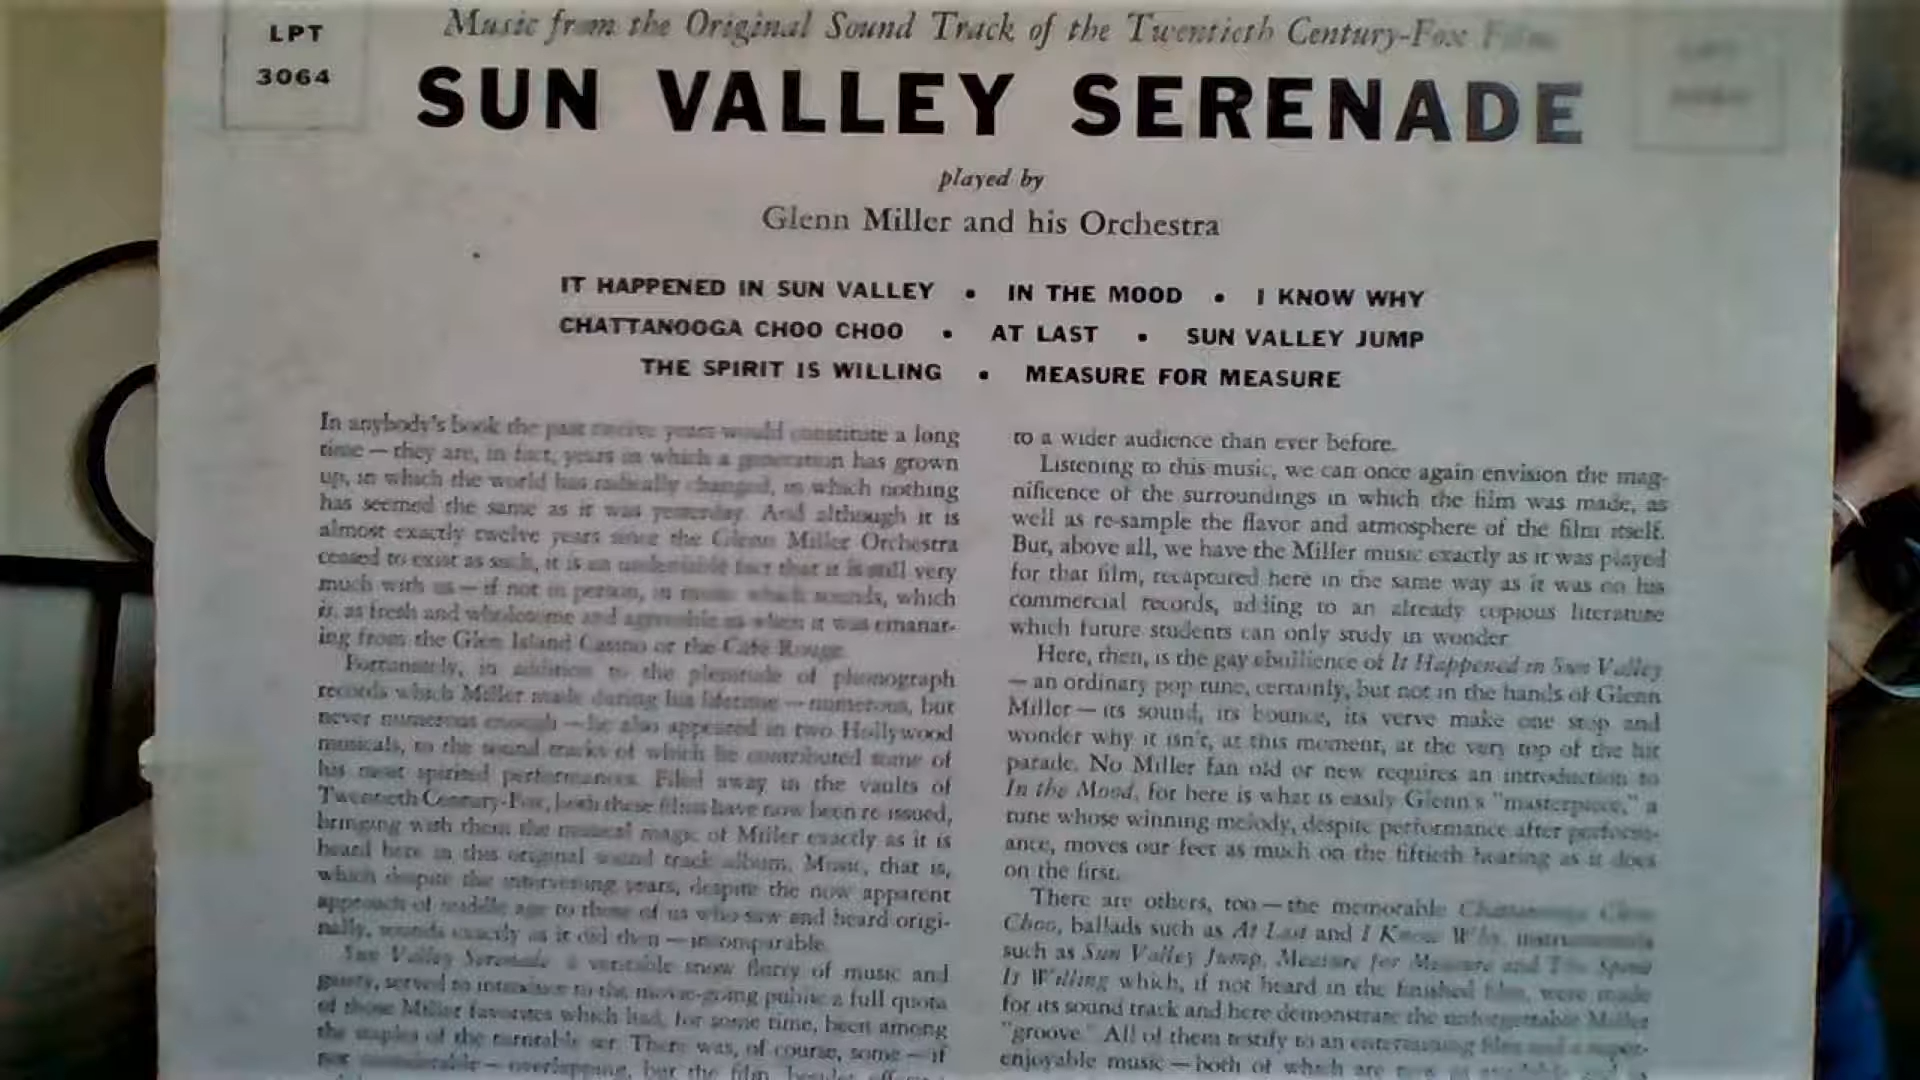 LPT
3064
Music from the Original Sound Track of the Twentieth Century-Fox Film
SUN VALLEY SERENADE
played by
Glenn Miller and his Orchestra
IT HAPPENED IN SUN VALLEY • IN THE MOOD • I KNOW WHY
CHATTANOOGA CHOO CHOO • AT LAST • SUN VALLEY JUMP
THE SPIRIT IS WILLING • MEASURE FOR MEASURE
In anybody's book the past twelve years would constitute a long
time — they are, in fact, years in which a generation has grown
up, in which the world has radically changed, in which nothing
has seemed the same as it was yesterday. And although it is
almost exactly twelve years since the Glenn Miller Orchestra
ceased to exist as such, it is an undeniable fact that it is still very
much with us — if not in person, in music which sounds, which
is, as fresh and wholesome and agreeable as when it was emanat-
ing from the Glen Island Casino or the Café Rouge.
Fortunately, in addition to the plenitude of phonograph
records which Miller made during his lifetime — numerous, but
never numerous enough — he also appeared in two Hollywood
musicals, to the sound tracks of which he contributed some of
his most spirited performances. Filed away in the vaults of
Twentieth Century-Fox, both these films have now been re-issued,
bringing with them the musical magic of Miller exactly as it is
heard here in this original sound track album. Music, that is,
which despite the intervening years, despite the now apparent
approach of middle age to those of us who saw and heard origi-
nally, sounds exactly as it did then — incomparable.
Sun Valley Serenade a veritable snow flurry of music and
gaiety, served to introduce to the movie-going public a full quota
of those Miller favorites which had, for some time, been among
the staples of the turntable set. There was, of course, some — if
not considerable — overlapping, but the film, besides
to a wider audience than ever before.
Listening to this music, we can once again envision the mag-
nificence of the surroundings in which the film was made, as
well as re-sample the flavor and atmosphere of the film itself.
But, above all, we have the Miller music exactly as it was played
for that film, recaptured here in the same way as it was on his
commercial records, adding to an already copious literature
which future students can only study in wonder.
Here, then, is the gay ebullience of It Happened in Sun Valley
— an ordinary pop tune, certainly, but not in the hands of Glenn
Miller — its sound, its bounce, its verve make one stop and
wonder why it isn't, at this moment, at the very top of the hit
parade. No Miller fan old or new requires an introduction to
In the Mood, for here is what is easily Glenn's "masterpiece," a
tune whose winning melody, despite performance after perform-
ance, moves our feet as much on the fiftieth hearing as it does
on the first.
There are others, too — the memorable Chattanooga Choo
Choo, ballads such as At Last and I Know Why, instrumentals
such as Sun Valley Jump, Measure for Measure and The Spirit
Is Willing which, if not heard in the finished film, were made
for its sound track and here demonstrate the unforgettable Miller
"groove." All of them testify to an entertaining film and a super-
enjoyable music — both of which are now as available